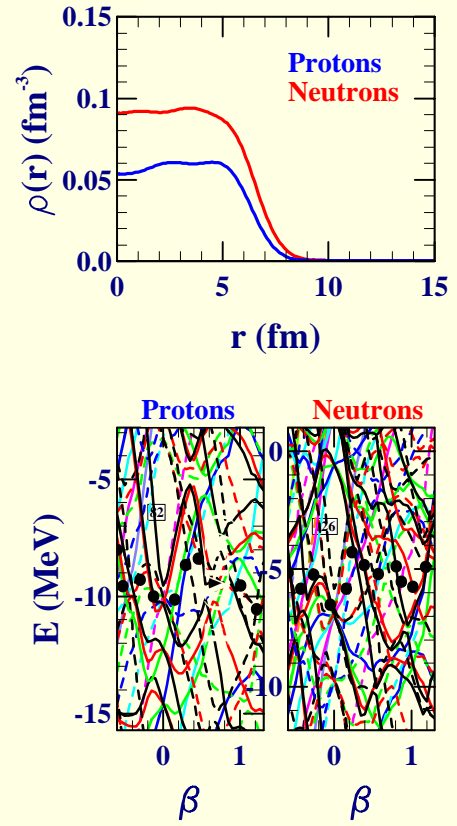 ρ(r) (fm⁻³)
0.15
0.1
0.05
0.0
Protons
Neutrons
0 5 10 15
r (fm)
Protons Neutrons
E (MeV)
-5
-10
-15
82
0
-5
-10
126
0 1 0 1
β β